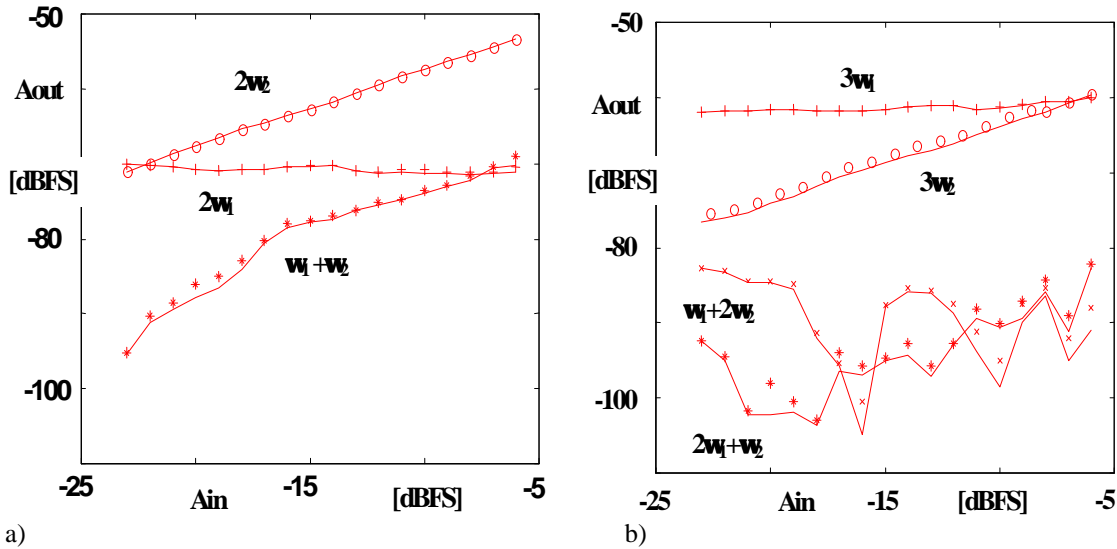 -50
Aout
[dBFS]
-80
-100
2w₂
2w₁
w₁+w₂
-25
Ain
-15
[dBFS]
-5
a)
-50
Aout
[dBFS]
-80
-100
3w₁
3w₂
w₁+2w₂
2w₁+w₂
-25
Ain
-15
[dBFS]
-5
b)